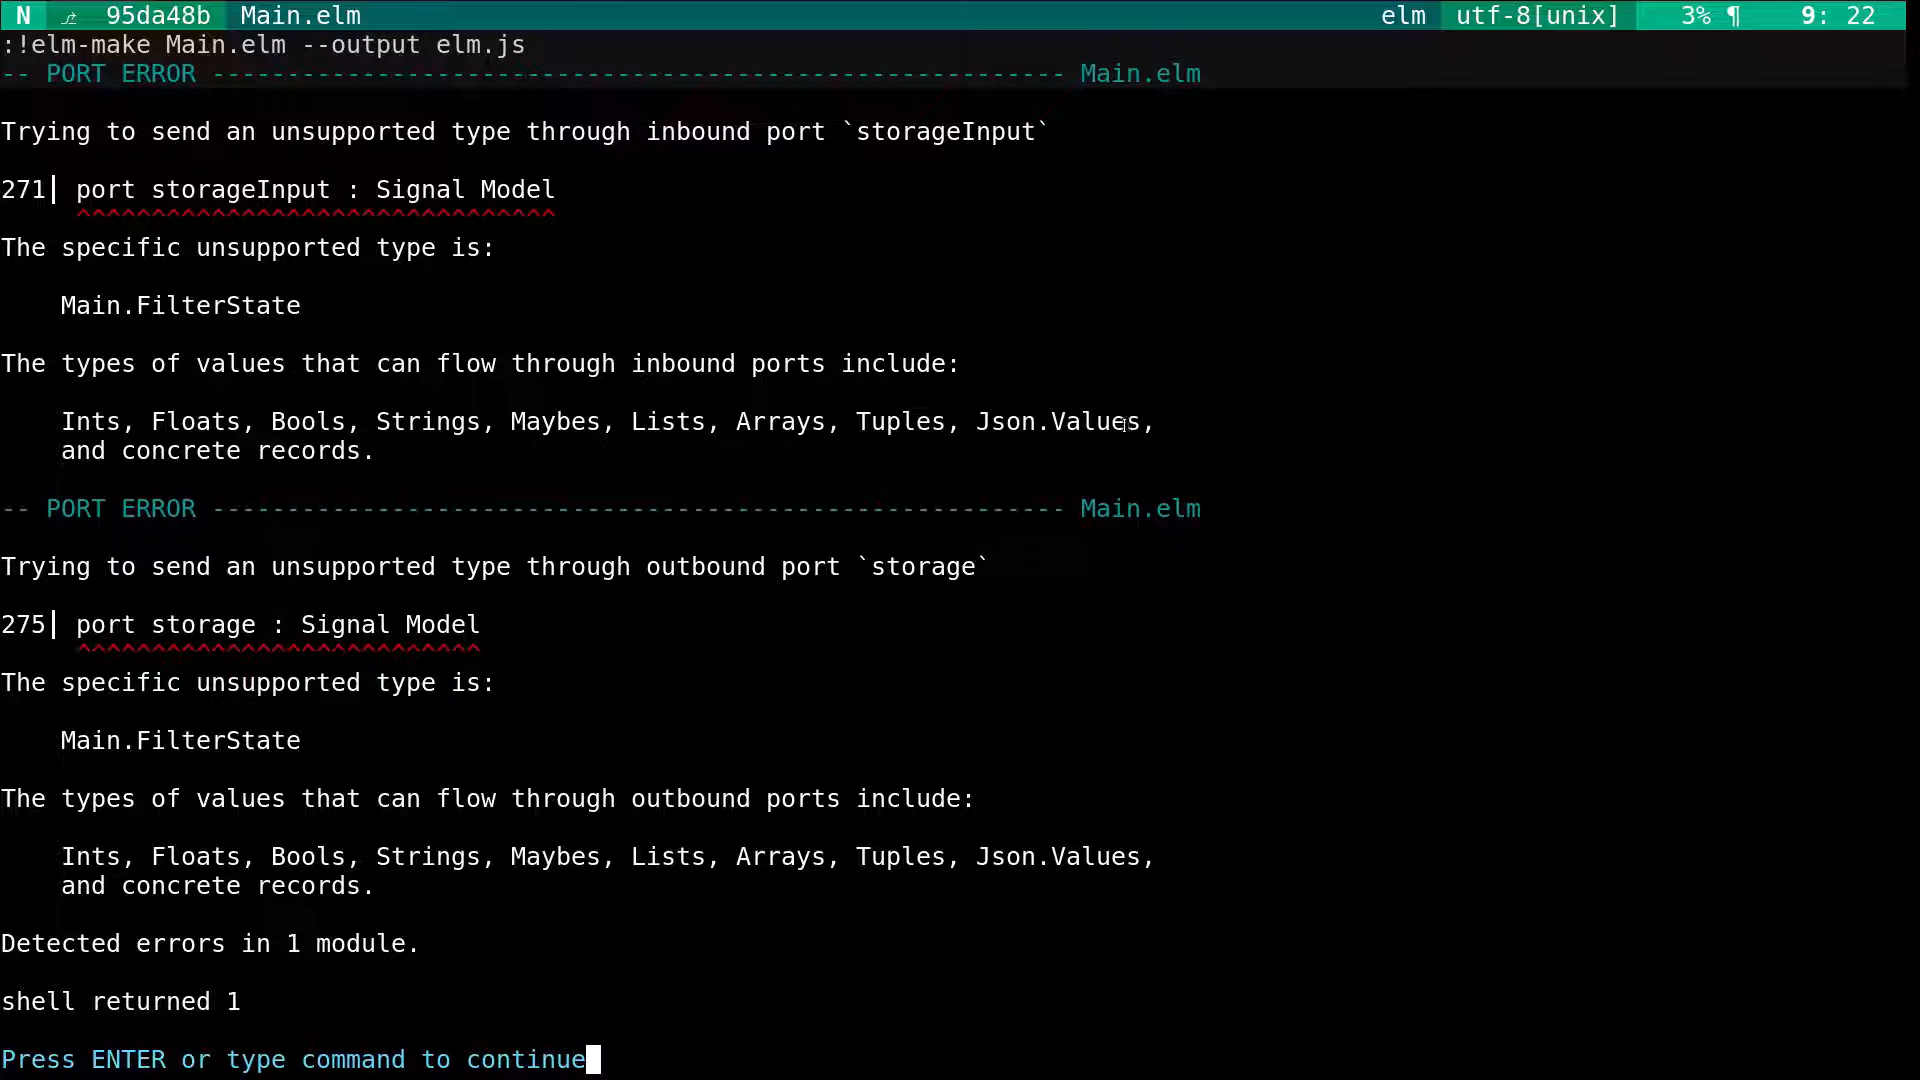 N ⎇ 95da48b Main.elm elm utf-8[unix] 3% ¶ 9: 22
:!elm-make Main.elm --output elm.js
-- PORT ERROR --------------------------------------------------------- Main.elm
Trying to send an unsupported type through inbound port `storageInput`
271| port storageInput : Signal Model
^^^^^^^^^^^^^^^^^^^^^^^^^^^^^^^^
The specific unsupported type is:
Main.FilterState
The types of values that can flow through inbound ports include:
Ints, Floats, Bools, Strings, Maybes, Lists, Arrays, Tuples, Json.Values,
and concrete records.
-- PORT ERROR --------------------------------------------------------- Main.elm
Trying to send an unsupported type through outbound port `storage`
275| port storage : Signal Model
^^^^^^^^^^^^^^^^^^^^^^^^^^^
The specific unsupported type is:
Main.FilterState
The types of values that can flow through outbound ports include:
Ints, Floats, Bools, Strings, Maybes, Lists, Arrays, Tuples, Json.Values,
and concrete records.
Detected errors in 1 module.
shell returned 1
Press ENTER or type command to continue